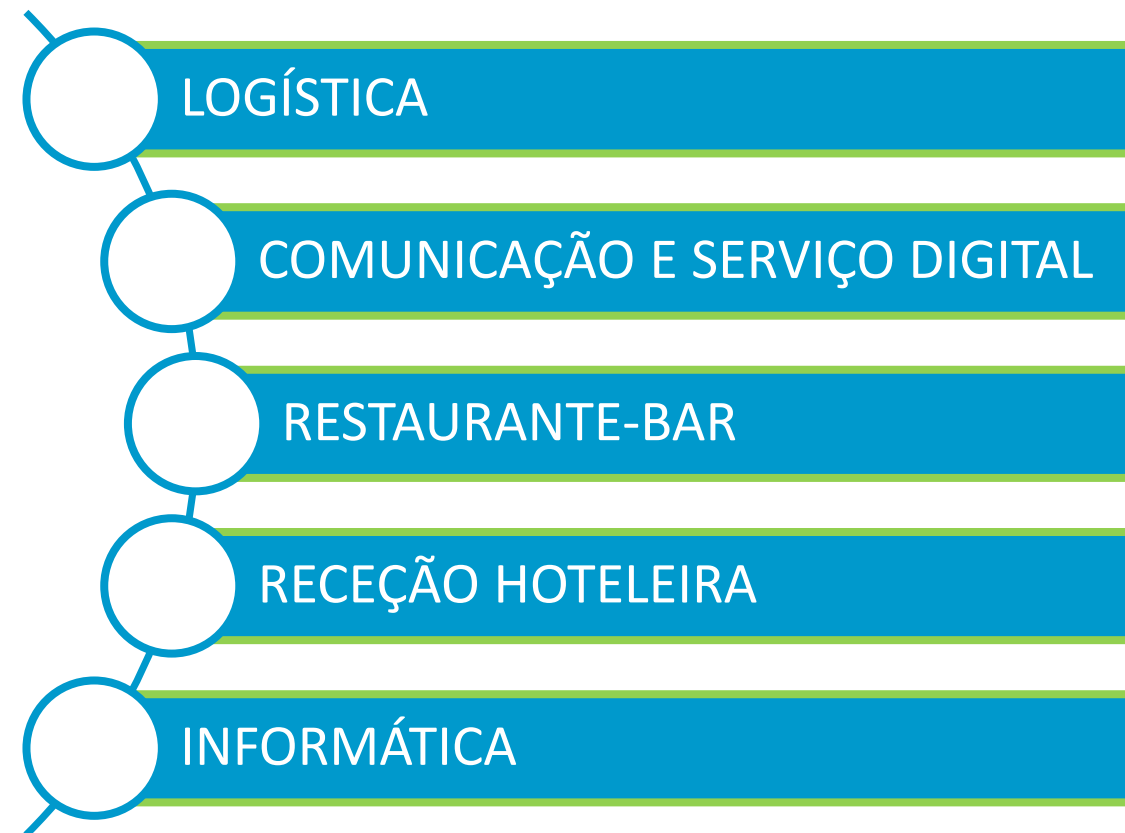 LOGÍSTICA
COMUNICAÇÃO E SERVIÇO DIGITAL
RESTAURANTE-BAR
RECEÇÃO HOTELEIRA
INFORMÁTICA